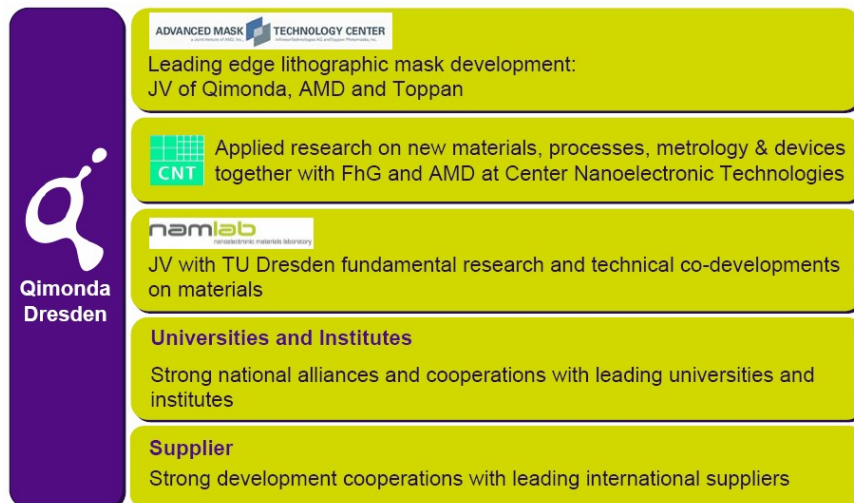 Qimonda
Dresden
ADVANCED MASK TECHNOLOGY CENTER
Leading edge lithographic mask development:
JV of Qimonda, AMD and Toppan
CNT
Applied research on new materials, processes, metrology & devices
together with FhG and AMD at Center Nanoelectronic Technologies
namlab
nanoelectronic materials laboratory
JV with TU Dresden fundamental research and technical co-developments
on materials
Universities and Institutes
Strong national alliances and cooperations with leading universities and
institutes
Supplier
Strong development cooperations with leading international suppliers